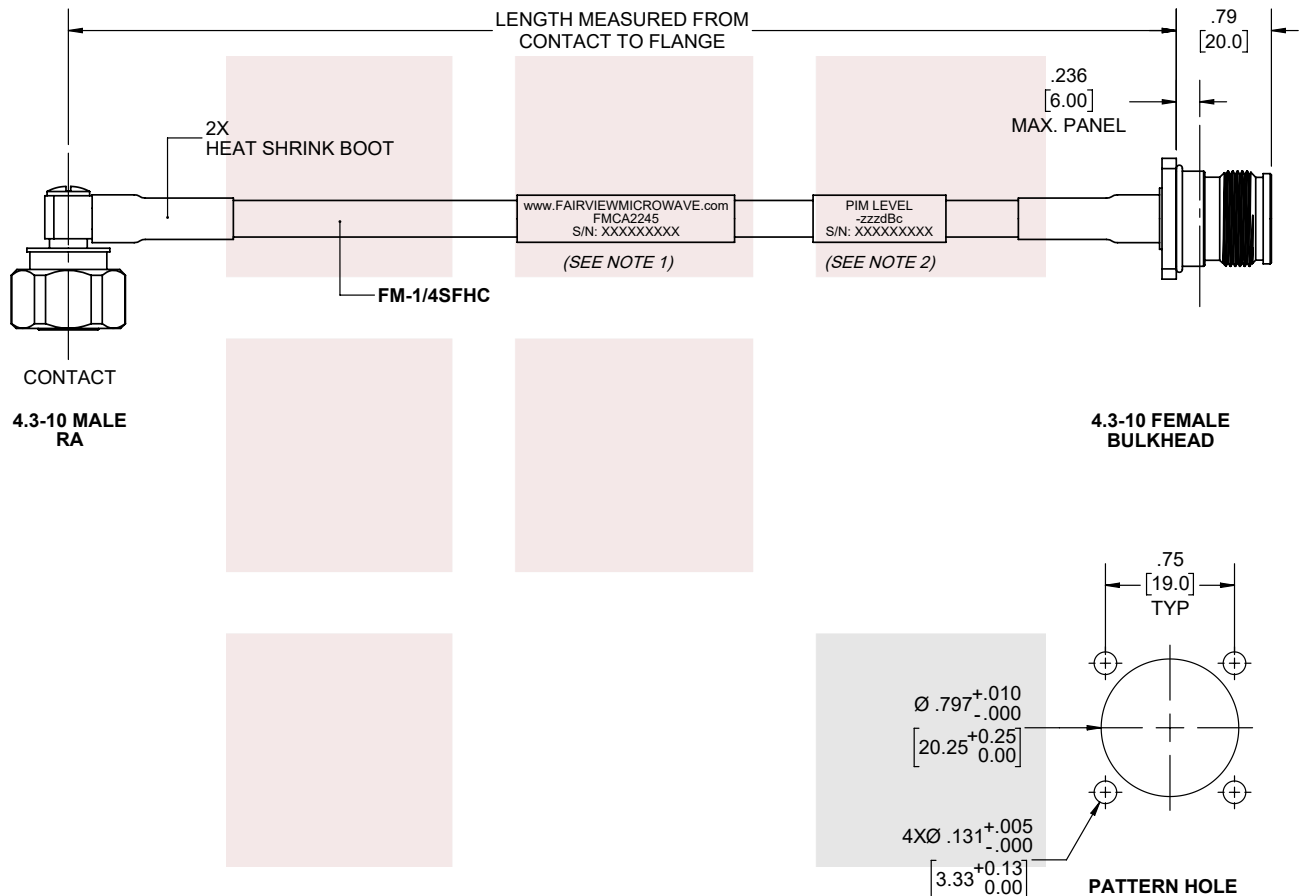 LENGTH MEASURED FROM
CONTACT TO FLANGE
.79
[20.0]
.236
[6.00]
MAX. PANEL
2X
HEAT SHRINK BOOT
www.FAIRVIEWMICROWAVE.com
FMCA2245
S/N: XXXXXXXXX
PIM LEVEL
-zzzdBc
S/N: XXXXXXXXX
(SEE NOTE 1)
(SEE NOTE 2)
FM-1/4SFHC
CONTACT
4.3-10 MALE
RA
4.3-10 FEMALE
BULKHEAD
.75
[19.0]
TYP
Ø .797 +.010
-.000
[20.25 +0.25
0.00]
4XØ .131 +.005
-.000
[3.33 +0.13
0.00]
PATTERN HOLE